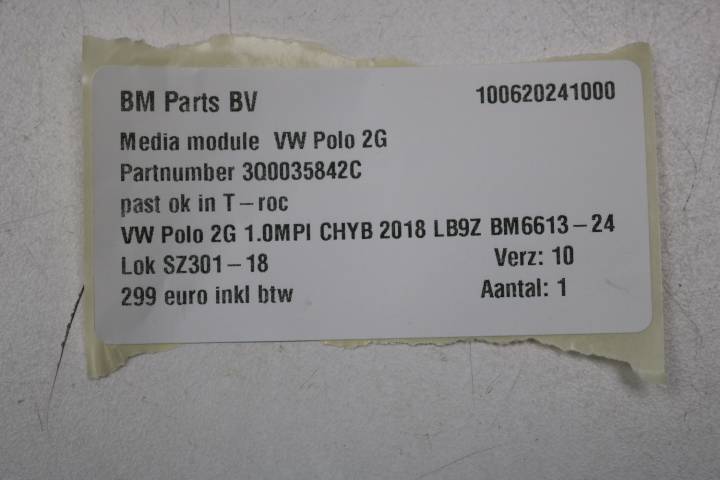 BM Parts BV 100620241000
Media module VW Polo 2G
Partnumber 3Q0035842C
past ok in T-roc
VW Polo 2G 1.0MPI CHYB 2018 LB9Z BM6613-24
Lok SZ301-18 Verz: 10
299 euro inkl btw Aantal: 1